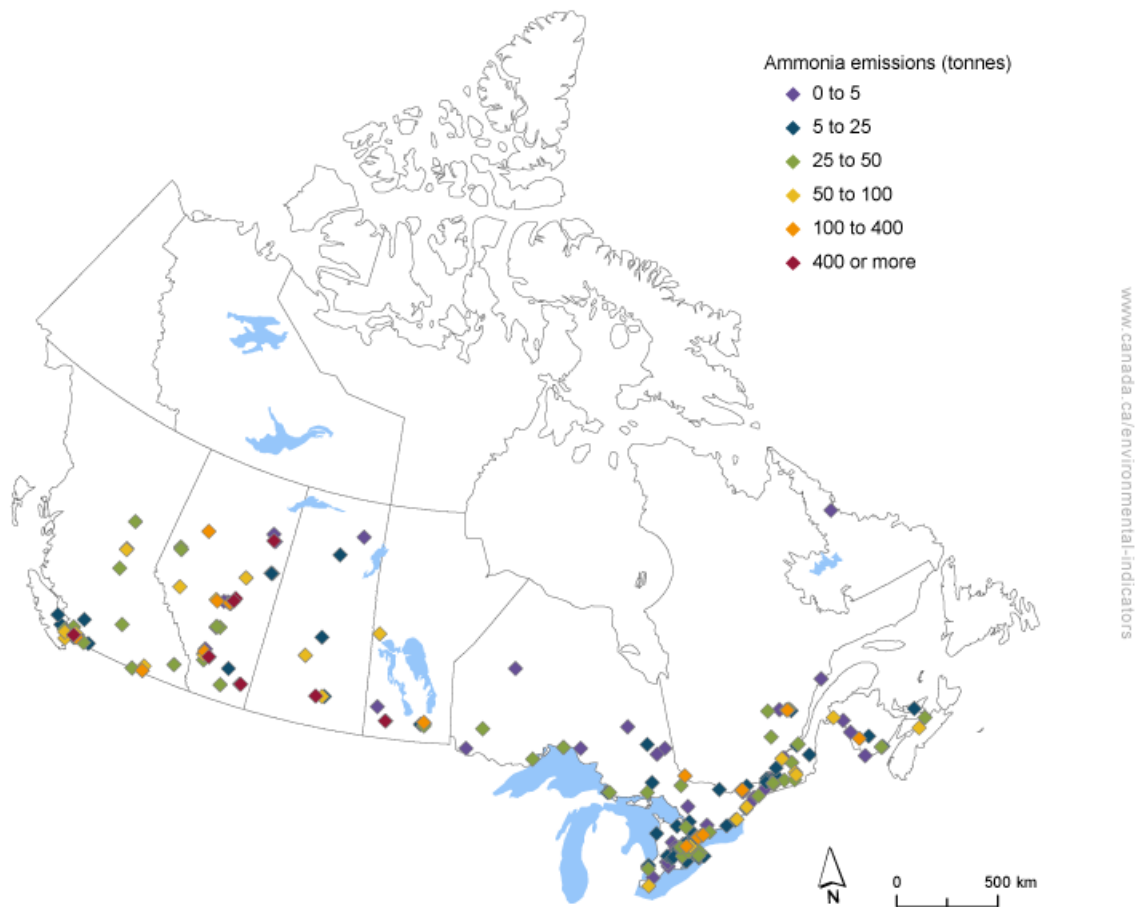 Ammonia emissions (tonnes)
0 to 5
5 to 25
25 to 50
50 to 100
100 to 400
400 or more
www.canada.ca/environmental-indicators
N
0 500 km